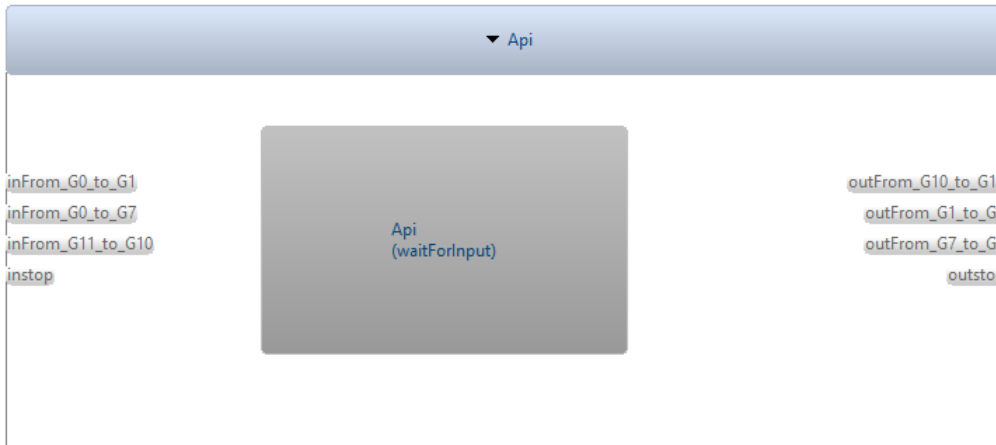 Api
inFrom_G0_to_G1
inFrom_G0_to_G7
inFrom_G11_to_G10
instop
Api
(waitForInput)
outFrom_G10_to_G1
outFrom_G1_to_G
outFrom_G7_to_G
outsto